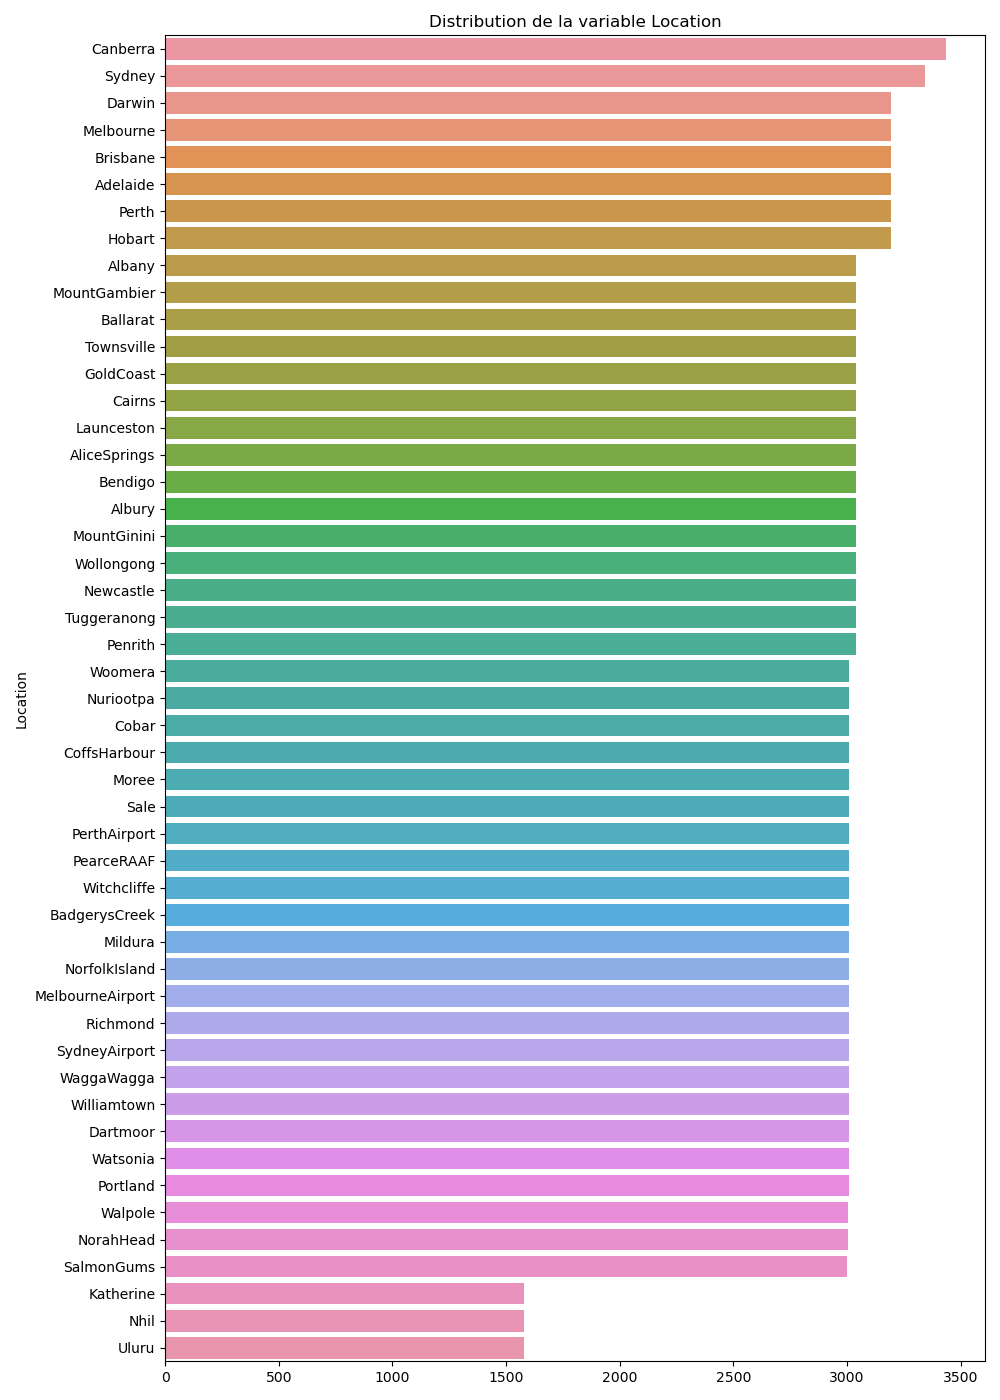 Distribution de la variable Location
Canberra
Sydney
Darwin
Melbourne
Brisbane
Adelaide
Perth
Hobart
Albany
MountGambier
Ballarat
Townsville
GoldCoast
Cairns
Launceston
AliceSprings
Bendigo
Albury
MountGinini
Wollongong
Newcastle
Tuggeranong
Penrith
Woomera
Nuriootpa
Cobar
CoffsHarbour
Moree
Sale
PerthAirport
PearceRAAF
Witchcliffe
BadgerysCreek
Mildura
NorfolkIsland
MelbourneAirport
Richmond
SydneyAirport
WaggaWagga
Williamtown
Dartmoor
Watsonia
Portland
Walpole
NorahHead
SalmonGums
Katherine
Nhil
Uluru
Location
0 500 1000 1500 2000 2500 3000 3500